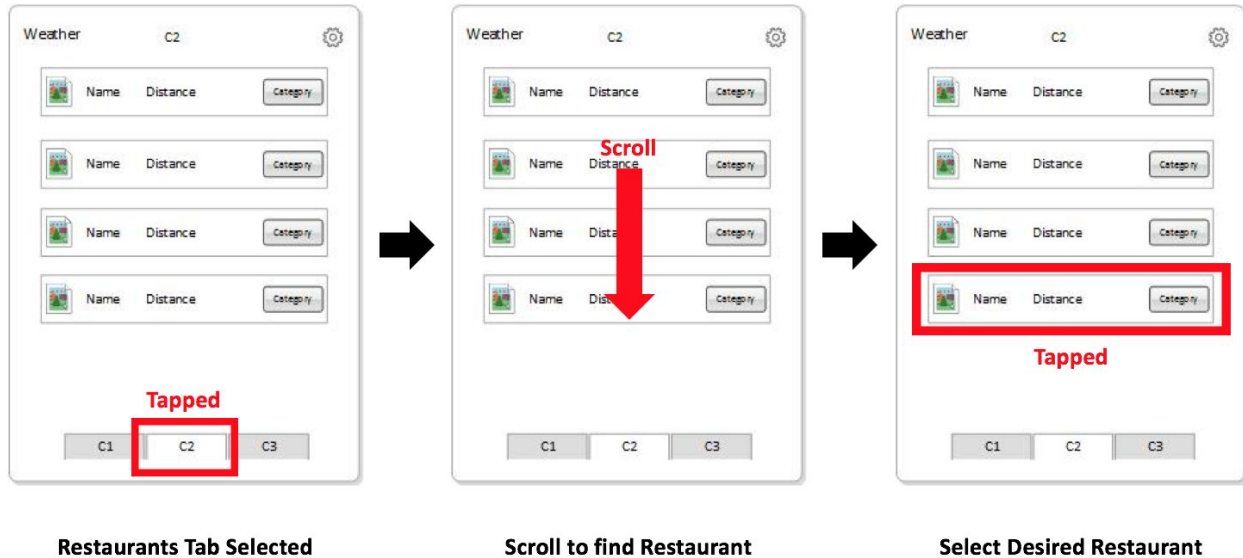 Weather C2
Name Distance Category
Name Distance Category
Name Distance Category
Name Distance Category
Tapped
C1 C2 C3
Restaurants Tab Selected
Weather C2
Name Distance Category
Name Distance Category
Scroll
Name Distance Category
Name Distance Category
C1 C2 C3
Scroll to find Restaurant
Weather C2
Name Distance Category
Name Distance Category
Name Distance Category
Name Distance Category
Tapped
C1 C2 C3
Select Desired Restaurant